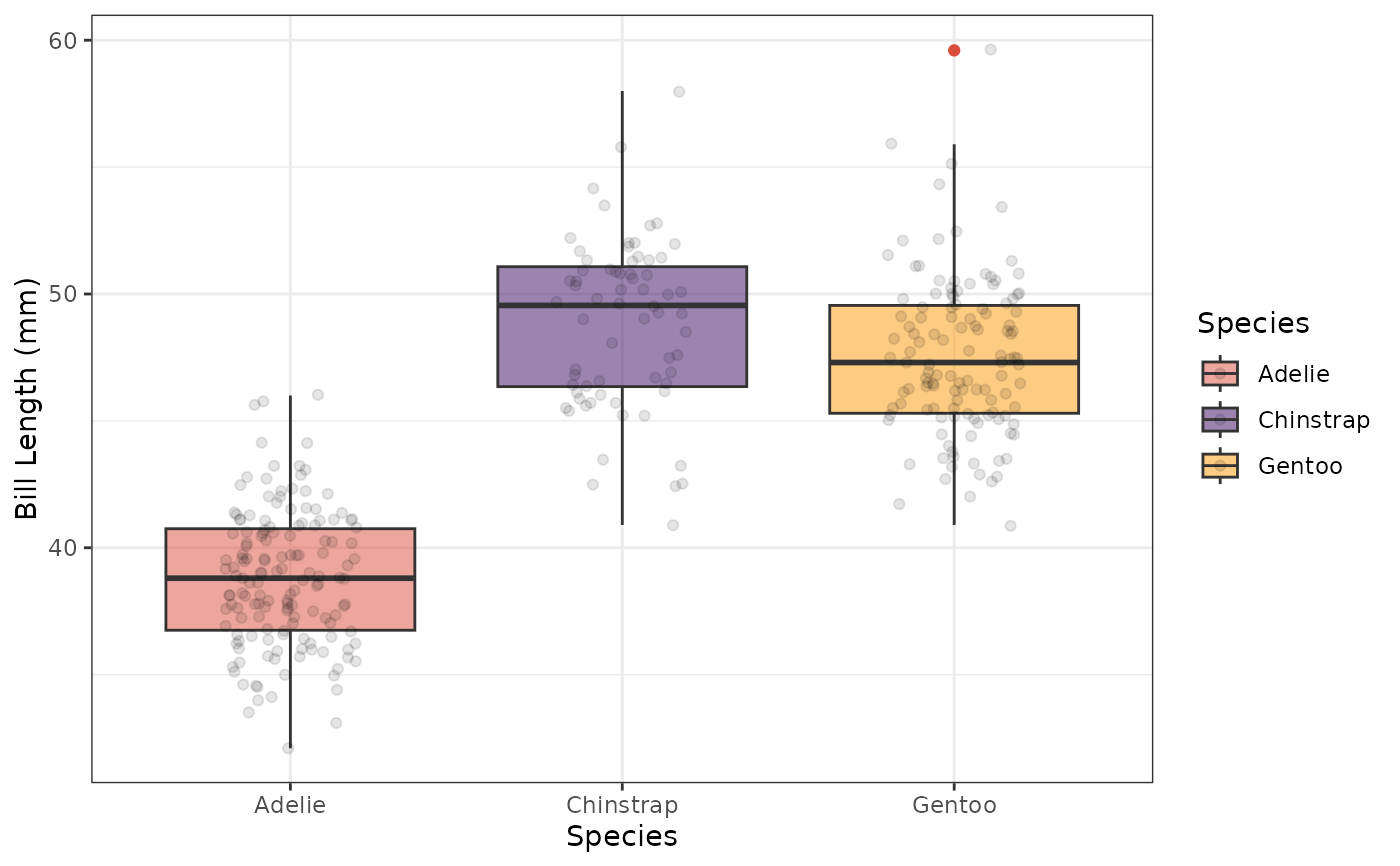 Bill Length (mm)
60
50
40
Adelie
Chinstrap
Gentoo
Species
Species
Adelie
Chinstrap
Gentoo